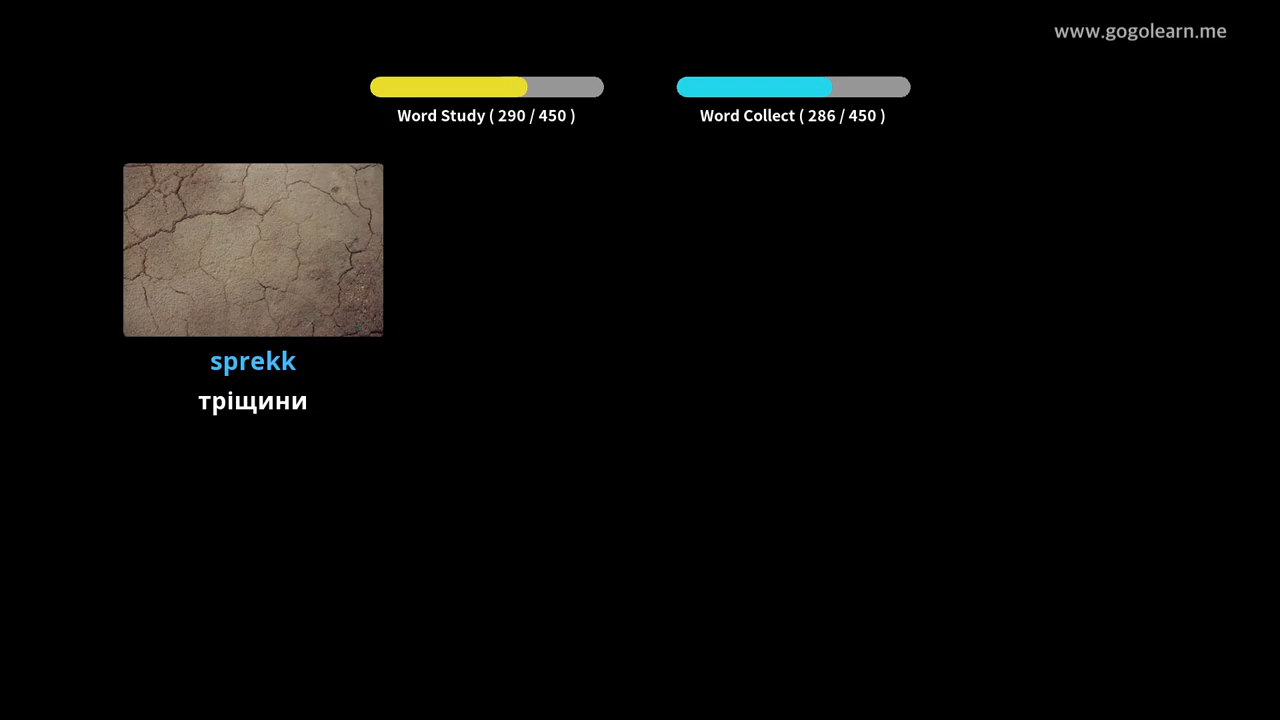 www.gogolearn.me
Word Study ( 290 / 450 )
Word Collect ( 286 / 450 )
sprekk
тріщини